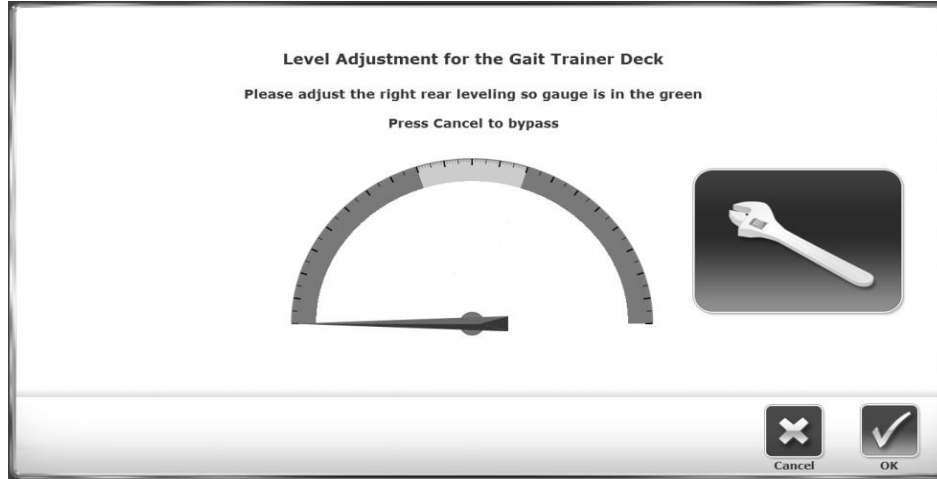 Level Adjustment for the Gait Trainer Deck
Please adjust the right rear leveling so gauge is in the green
Press Cancel to bypass
Cancel
OK